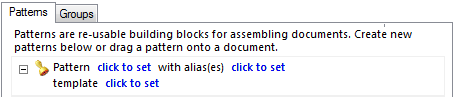 Patterns Groups
Patterns are re-usable building blocks for assembling documents. Create new
patterns below or drag a pattern onto a document.
Pattern click to set with alias(es) click to set
template click to set